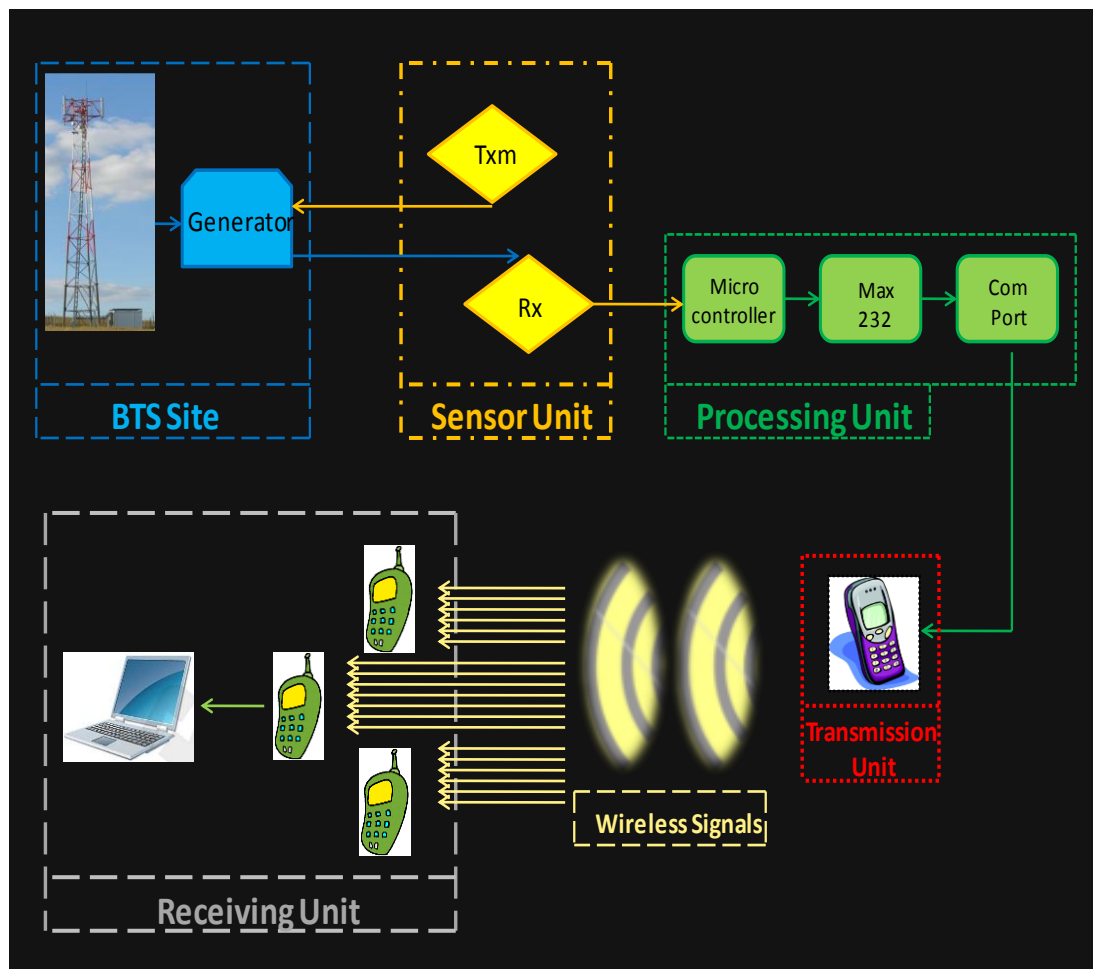 Txm
Generator
Rx
Micro
controller
Max
232
Com
Port
BTS Site
Sensor Unit
Processing Unit
Transmission
Unit
Wireless Signals
Receiving Unit